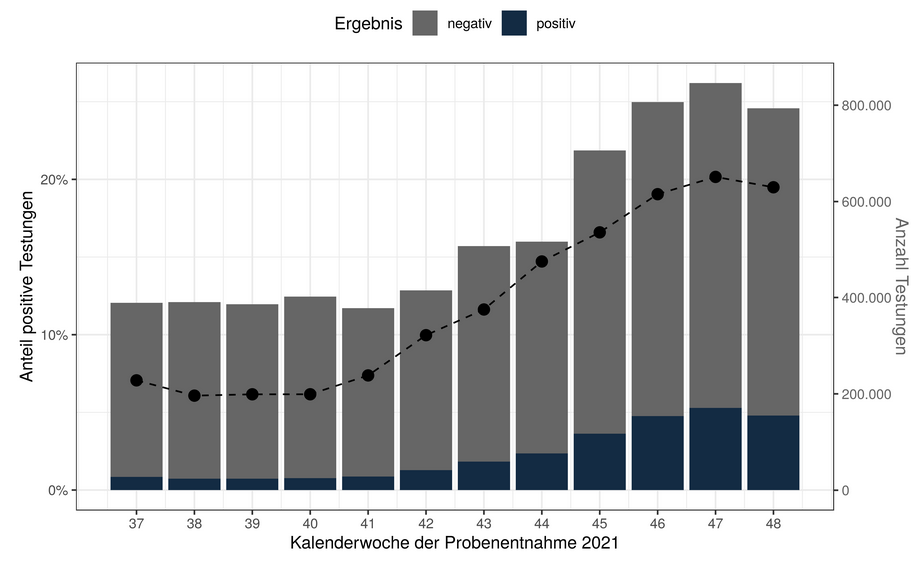 Ergebnis negativ positiv
Anteil positive Testungen
20%
10%
0%
800.000
600.000
400.000
200.000
0
Anzahl Testungen
37 38 39 40 41 42 43 44 45 46 47 48
Kalenderwoche der Probenentnahme 2021